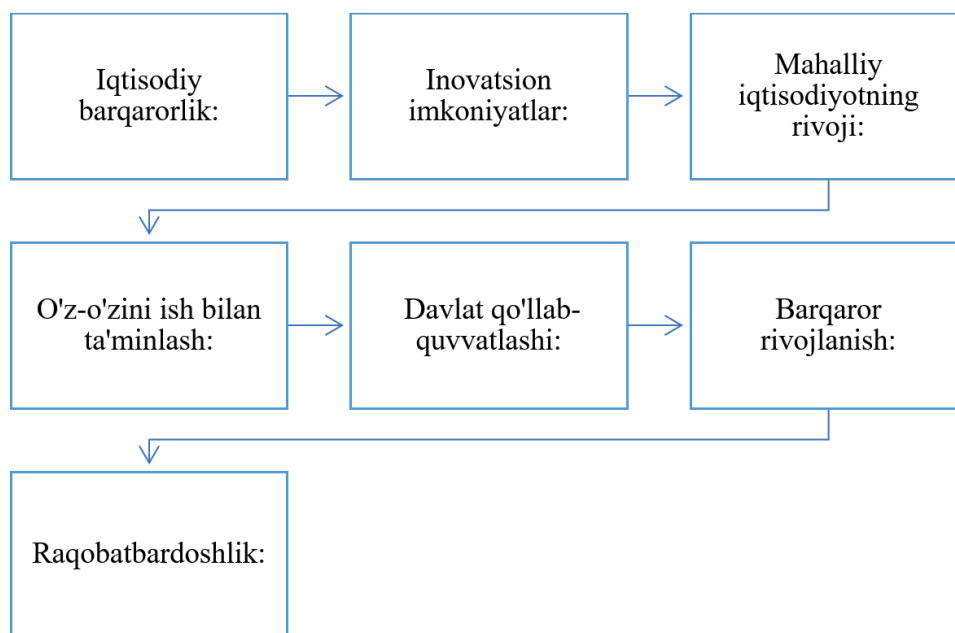 Iqtisodiy
barqarorlik:
Inovatsion
imkoniyatlar:
Mahalliy
iqtisodiyotning
rivoji:
O'z-o'zini ish bilan
ta'minlash:
Davlat qo'llab-
quvvatlashi:
Barqaror
rivojlanish:
Raqobatbardoshlik: